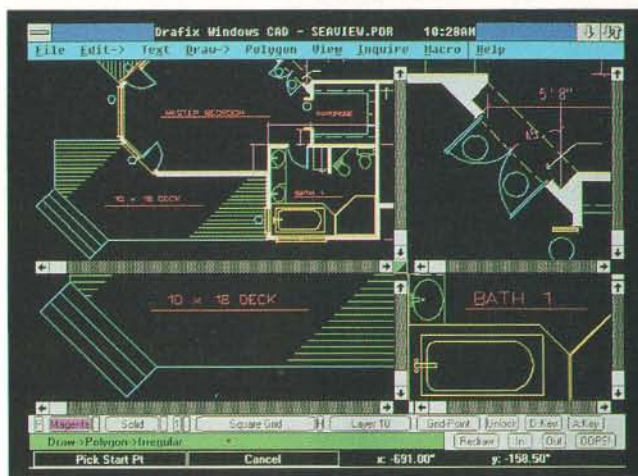 Drafix Windows CAD - SEAVIEW.POR 10:28AM
File Edit-> Text Draw-> Polygon View Inquire Macro Help
MASTER BEDROOM
10 x 18 DECK
BATH 1
5'8"
10 x 18 DECK
BATH 1
Magenta Solid 1 Square Grid H Layer 10 Grid-Point Unlock D.Key A.Key
Draw->Polygon->Irregular * Redraw In Out OOPS!
Pick Start Pt Cancel x: -691.00" y: -158.50"